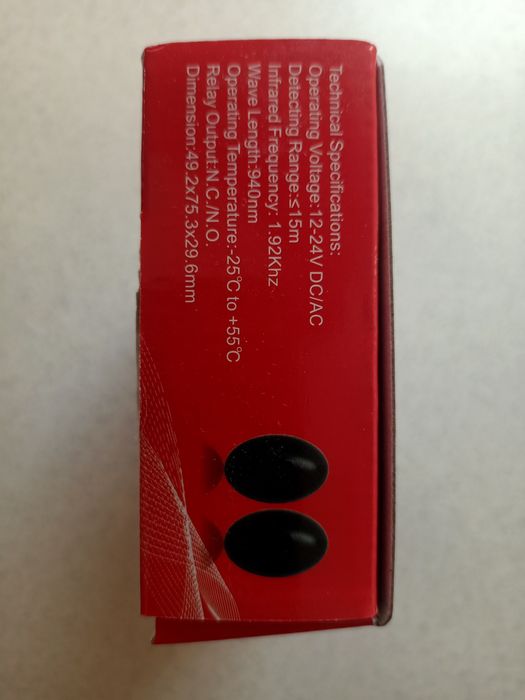 Technical Specifications:
Operating Voltage:12-24V DC/AC
Detecting Range:≤15m
Infrared Frequency: 1.92Khz
Wave Length:940nm
Operating Temperature:-25℃ to +55℃
Relay Output:N.C./N.O.
Dimension:49.2x75.3x29.6mm